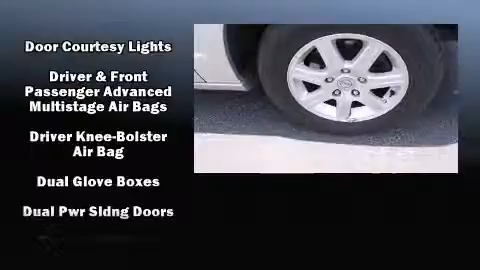 Door Courtesy Lights
Driver & Front
Passenger Advanced
Multistage Air Bags
Driver Knee-Bolster
Air Bag
Dual Glove Boxes
Dual Pwr Sldng Doors